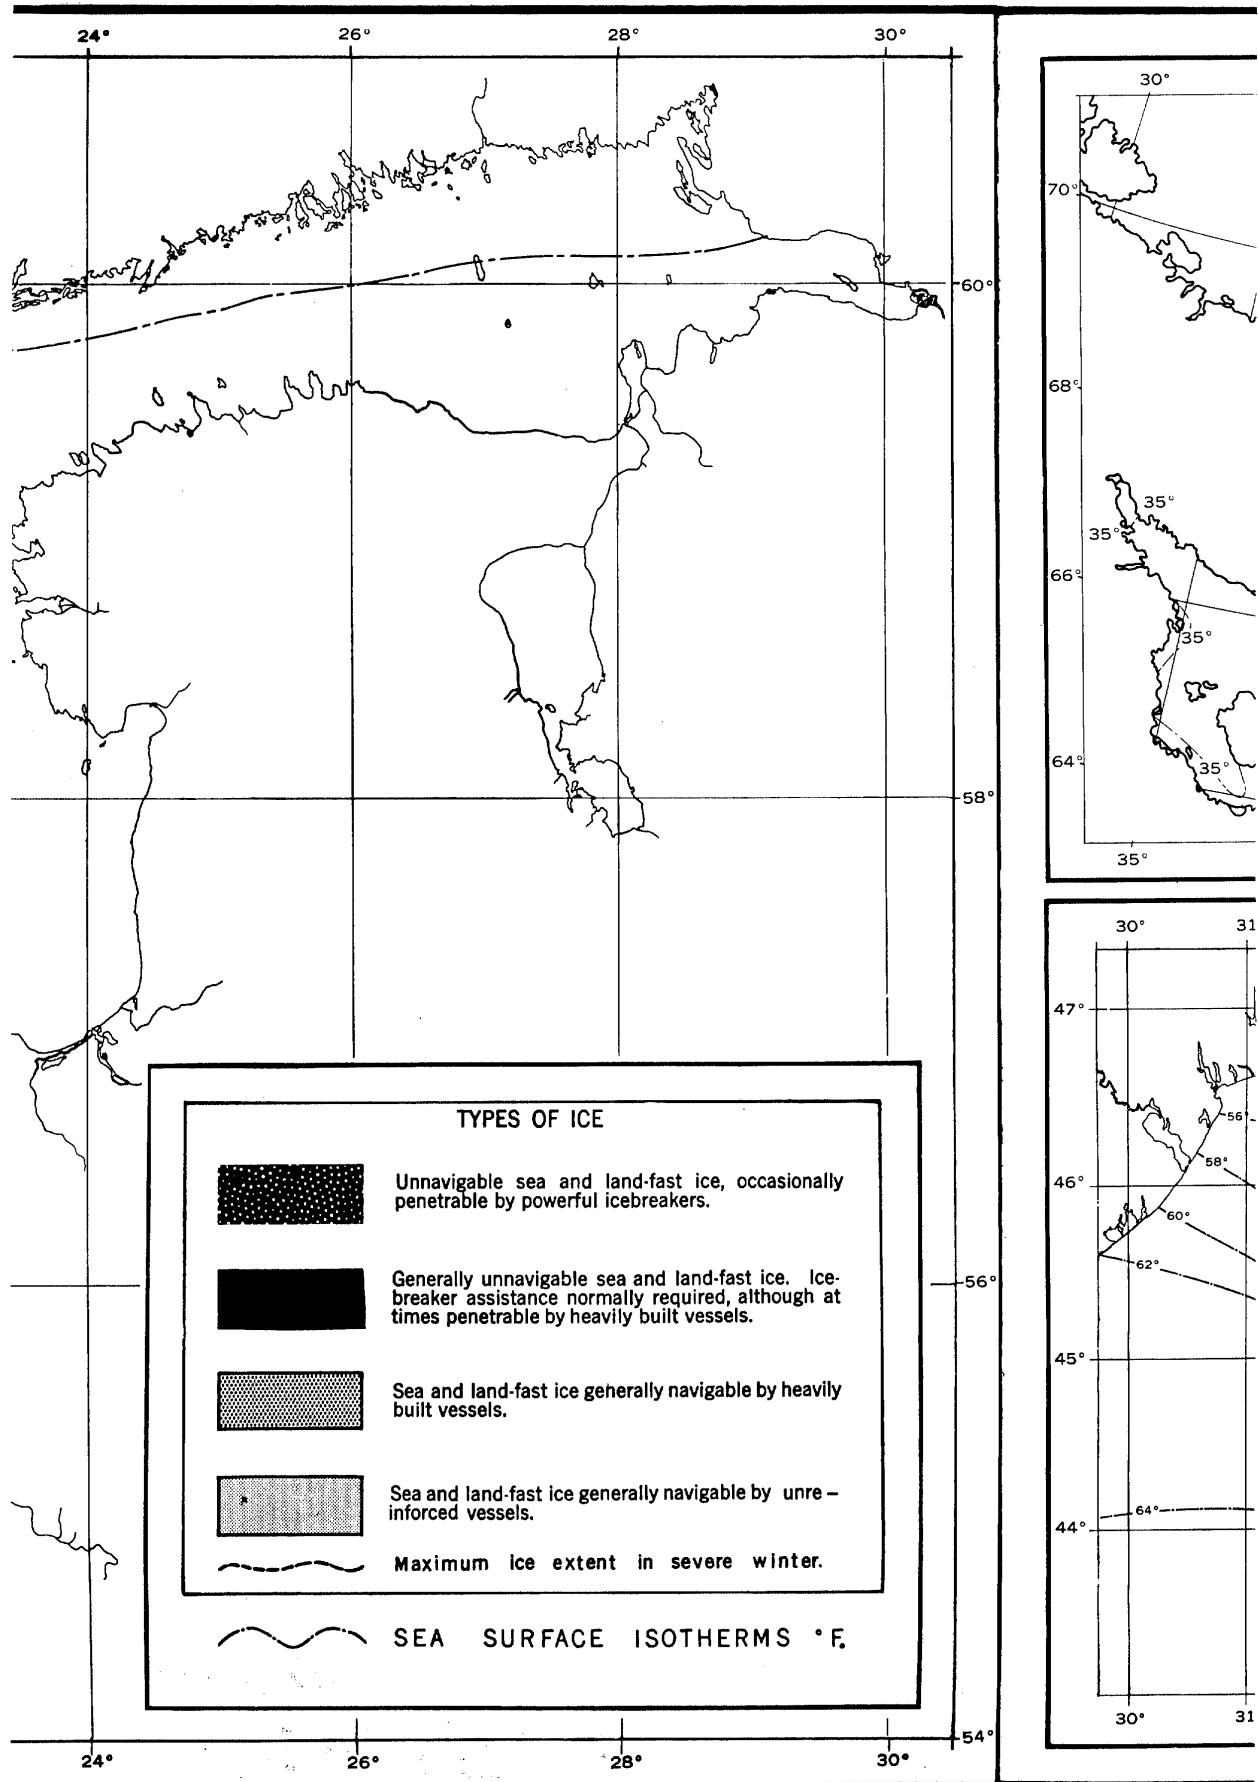 24° 26° 28° 30°
60°
58°
56°
54°
24° 26° 28° 30°
TYPES OF ICE
Unnavigable sea and land-fast ice, occasionally
penetrable by powerful icebreakers.
Generally unnavigable sea and land-fast ice. Ice-
breaker assistance normally required, although at
times penetrable by heavily built vessels.
Sea and land-fast ice generally navigable by heavily
built vessels.
Sea and land-fast ice generally navigable by unre-
inforced vessels.
Maximum ice extent in severe winter.
SEA SURFACE ISOTHERMS °F.
30°
70°
68°
35°
35°
66°
35°
64°
35°
35°
30° 31
47°
56°
58°
46°
60°
62°
45°
64°
44°
30° 31